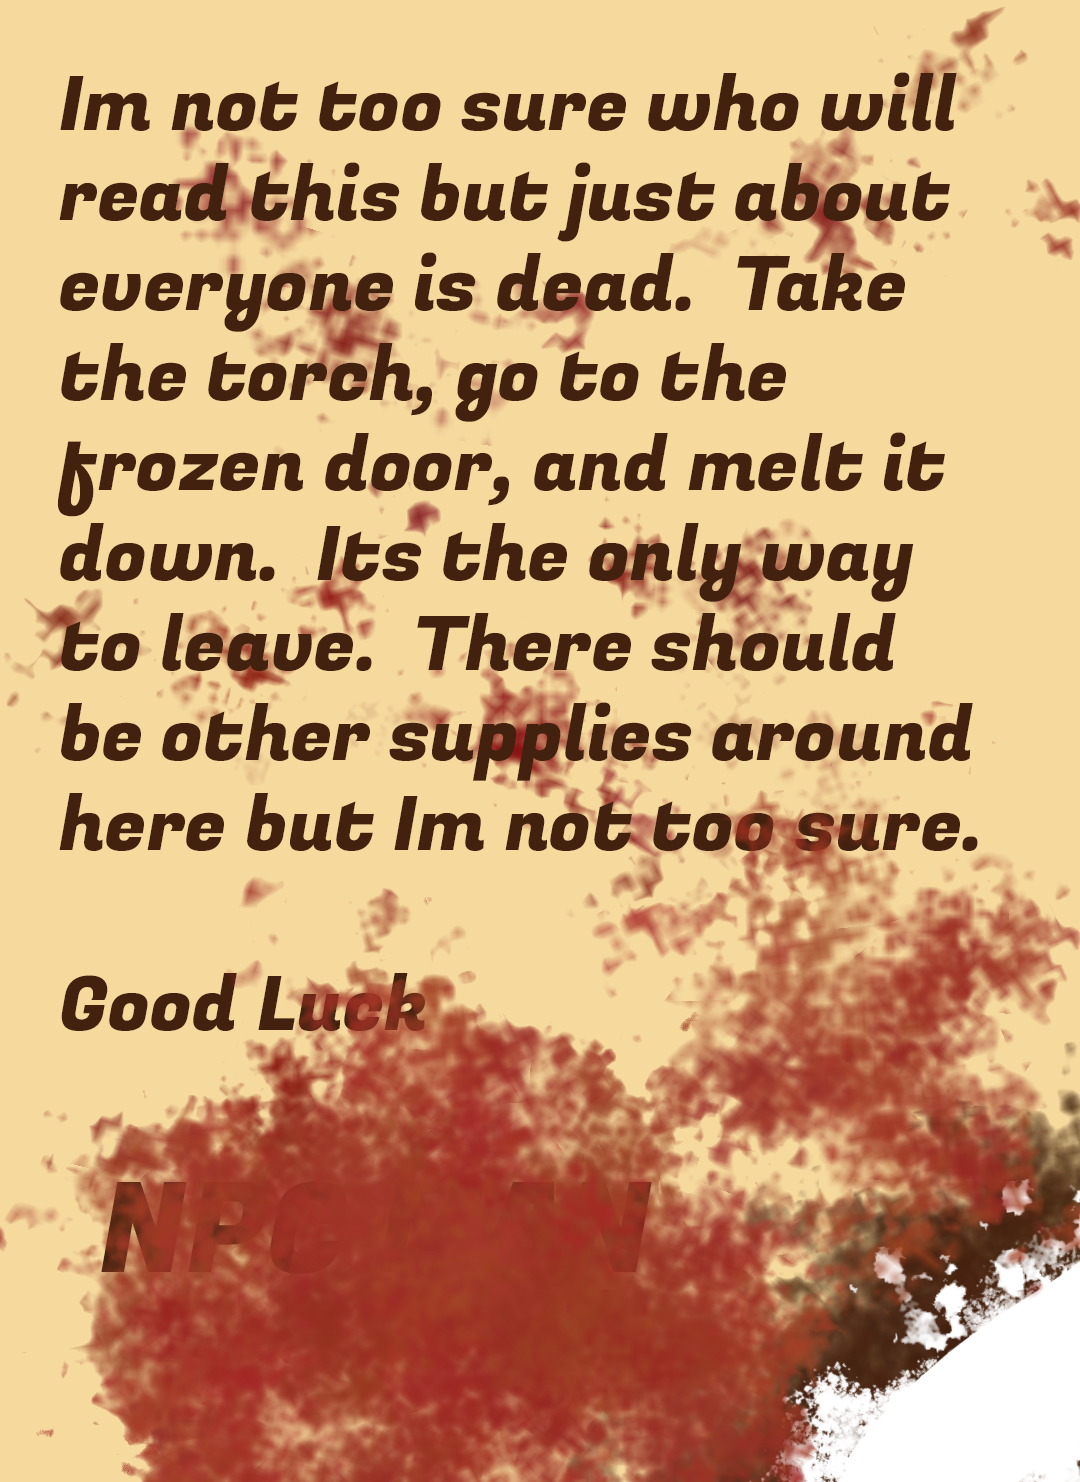 Im not too sure who will
read this but just about
everyone is dead.  Take
the torch, go to the
frozen door, and melt it
down.  Its the only way
to leave.  There should
be other supplies around
here but Im not too sure.
Good Luck